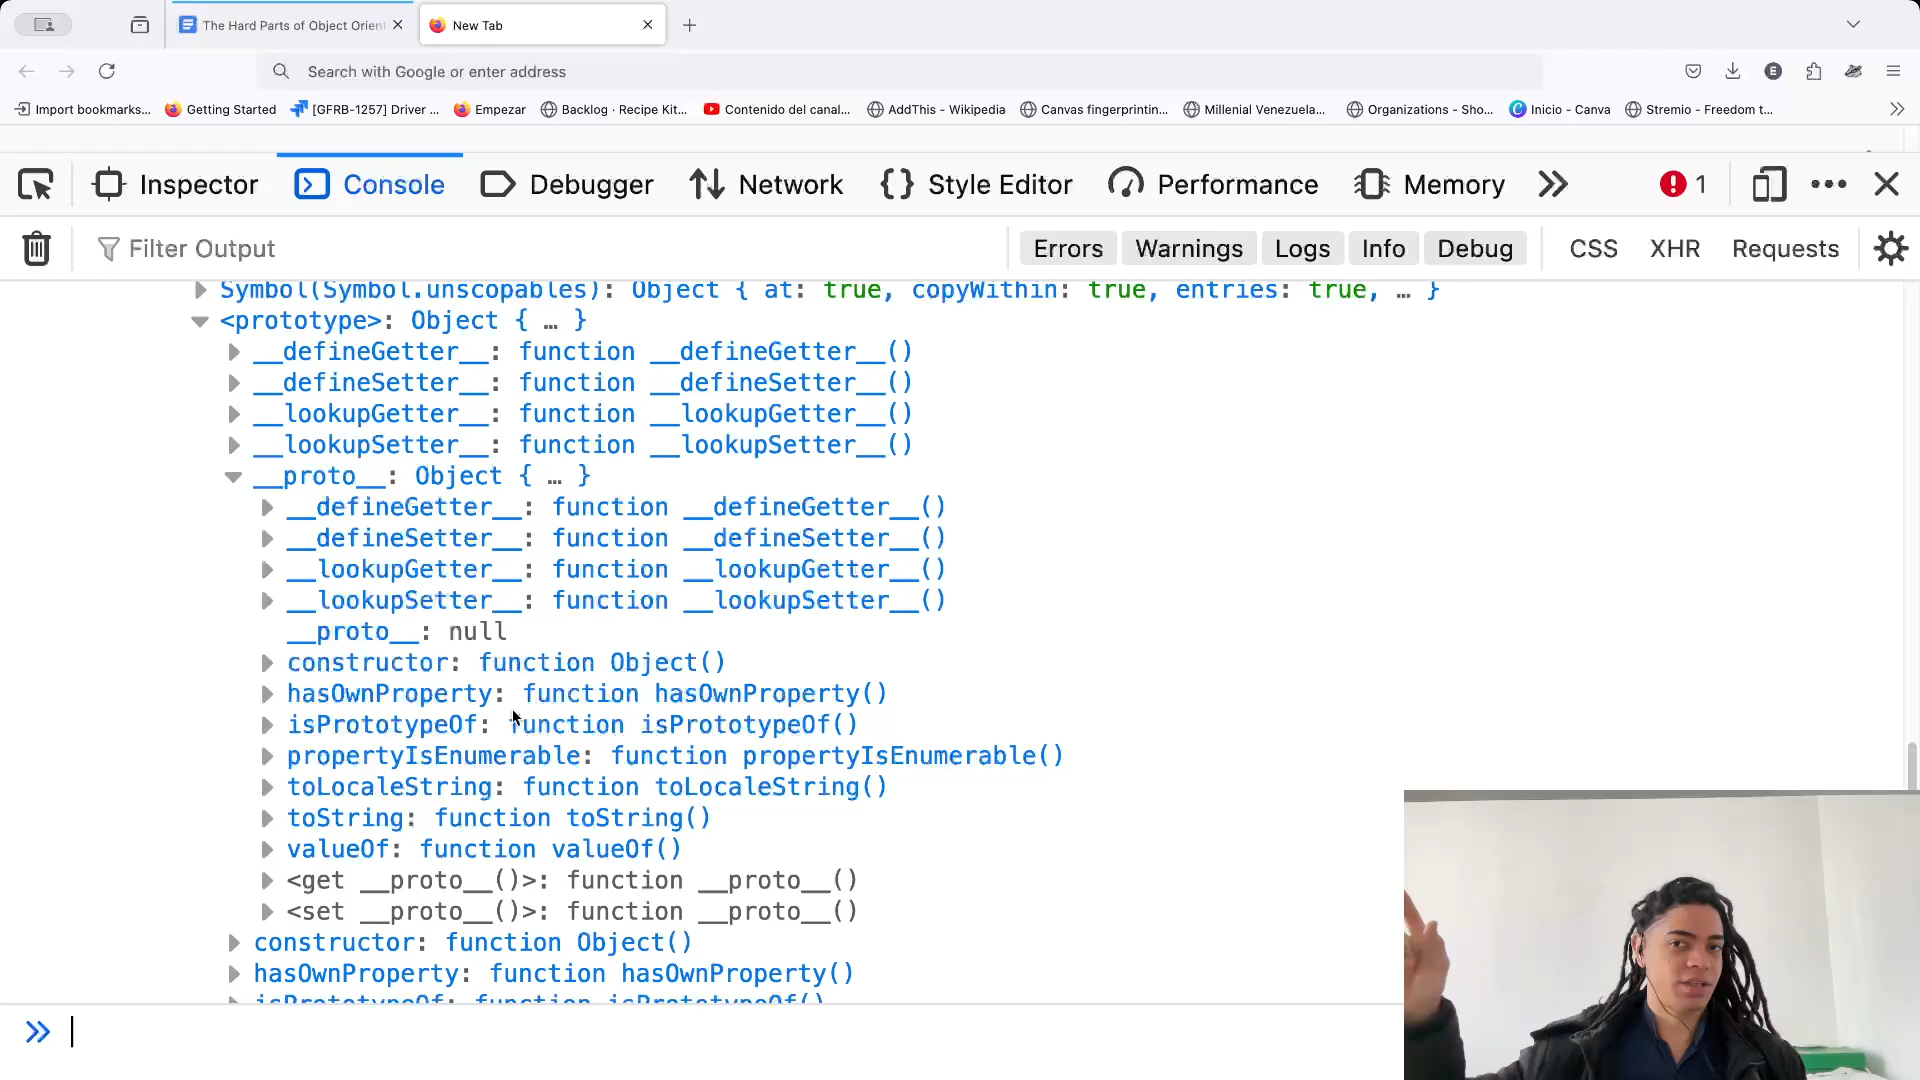 The Hard Parts of Object Orient
New Tab
Search with Google or enter address
E
Import bookmarks...
Getting Started
[GFRB-1257] Driver ...
Empezar
Backlog · Recipe Kit...
Contenido del canal...
AddThis - Wikipedia
Canvas fingerprintin...
Millenial Venezuela...
Organizations - Sho...
Inicio - Canva
Stremio - Freedom t...
Inspector
Console
Debugger
Network
Style Editor
Performance
Memory
1
Filter Output
Errors
Warnings
Logs
Info
Debug
CSS
XHR
Requests
Symbol(Symbol.unscopables): Object { at: true, copyWithin: true, entries: true, … }
<prototype>: Object { … }
__defineGetter__: function __defineGetter__()
__defineSetter__: function __defineSetter__()
__lookupGetter__: function __lookupGetter__()
__lookupSetter__: function __lookupSetter__()
__proto__: Object { … }
__defineGetter__: function __defineGetter__()
__defineSetter__: function __defineSetter__()
__lookupGetter__: function __lookupGetter__()
__lookupSetter__: function __lookupSetter__()
__proto__: null
constructor: function Object()
hasOwnProperty: function hasOwnProperty()
isPrototypeOf: function isPrototypeOf()
propertyIsEnumerable: function propertyIsEnumerable()
toLocaleString: function toLocaleString()
toString: function toString()
valueOf: function valueOf()
<get __proto__()>: function __proto__()
<set __proto__()>: function __proto__()
constructor: function Object()
hasOwnProperty: function hasOwnProperty()
isPrototypeOf: function isPrototypeOf()